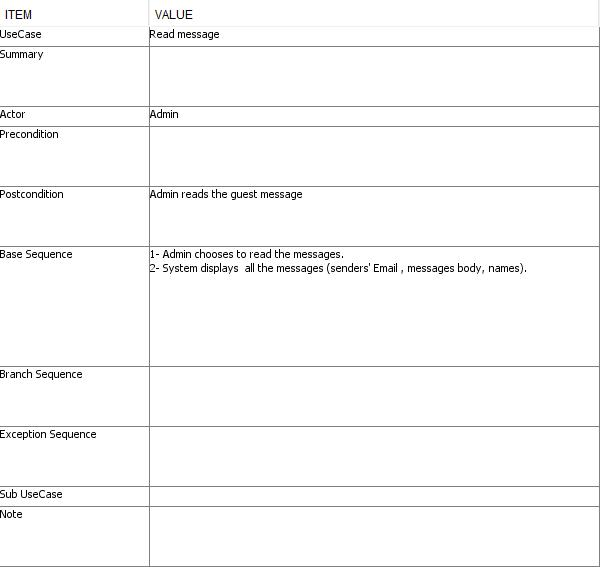 ITEM VALUE
UseCase Read message
Summary
Actor Admin
Precondition
Postcondition Admin reads the guest message
Base Sequence 1- Admin chooses to read the messages.
2- System displays  all the messages (senders' Email , messages body, names).
Branch Sequence
Exception Sequence
Sub UseCase
Note